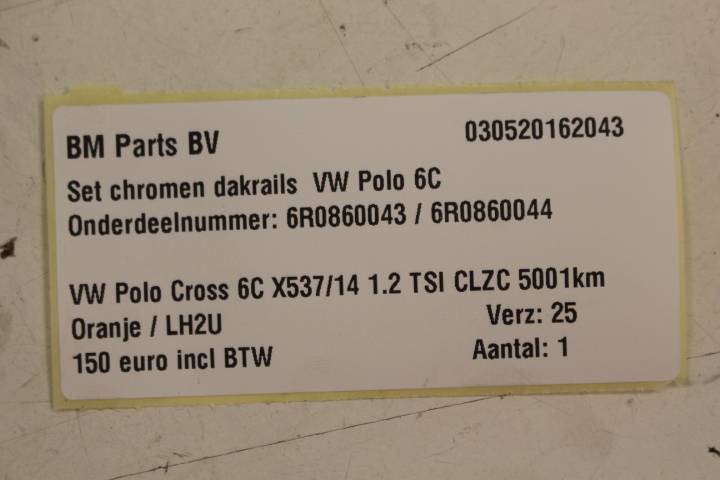 BM Parts BV 030520162043
Set chromen dakrails VW Polo 6C
Onderdeelnummer: 6R0860043 / 6R0860044
VW Polo Cross 6C X537/14 1.2 TSI CLZC 5001km
Oranje / LH2U Verz: 25
150 euro incl BTW Aantal: 1